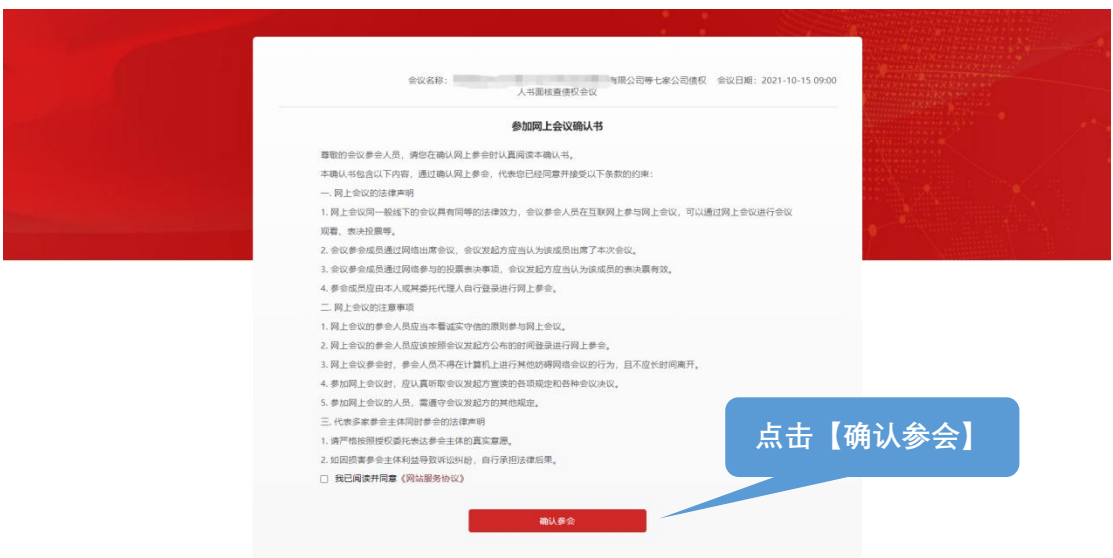 会议名称：
有限公司等七家公司债权
人书面核查债权会议
会议日期：2021-10-15 09:00
参加网上会议确认书
尊敬的会议参会人员，请您在确认网上参会时认真阅读本确认书。
本确认书包含以下内容，通过确认网上参会，代表您已经同意并接受以下条款的约束：
一. 网上会议的法律声明
1. 网上会议同一般线下的会议具有同等的法律效力，会议参会人员在互联网上参与网上会议，可以通过网上会议进行会议
观看、表决投票等。
2. 会议参会成员通过网络出席会议，会议发起方应当认为该成员出席了本次会议。
3. 会议参会成员通过网络参与的投票表决事项，会议发起方应当认为该成员的表决票有效。
4. 参会成员应由本人或其委托代理人自行登录进行网上参会。
二. 网上会议的注意事项
1. 网上会议的参会人员应当本着诚实守信的原则参与网上会议。
2. 网上会议的参会人员应该按照会议发起方公布的时间登录进行网上参会。
3. 网上会议参会时，参会人员不得在计算机上进行其他妨碍网络会议的行为，且不应长时间离开。
4. 参加网上会议时，应认真听取会议发起方宣读的各项规定和各种会议决议。
5. 参加网上会议的人员，需遵守会议发起方的其他规定。
三. 代表多家参会主体同时参会的法律声明
1. 请严格按照授权委托表达参会主体的真实意愿。
2. 如因损害参会主体利益导致诉讼纠纷，自行承担法律后果。
我已阅读并同意《网站服务协议》
点击【确认参会】
确认参会